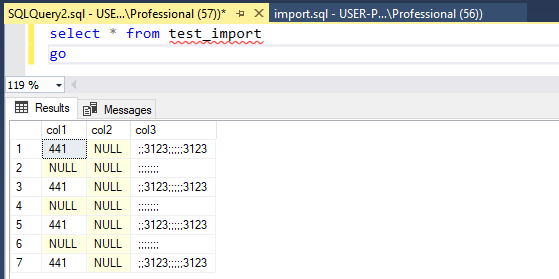 SQLQuery2.sql - USE...\Professional (57))* import.sql - USER-P...\Professional (56))
select * from test_import
go
119 %
Results Messages
col1 col2 col3
1 441 NULL ;;3123;;;;;3123
2 NULL NULL ;;;;;;;
3 441 NULL ;;3123;;;;;3123
4 NULL NULL ;;;;;;;
5 441 NULL ;;3123;;;;;3123
6 NULL NULL ;;;;;;;
7 441 NULL ;;3123;;;;;3123